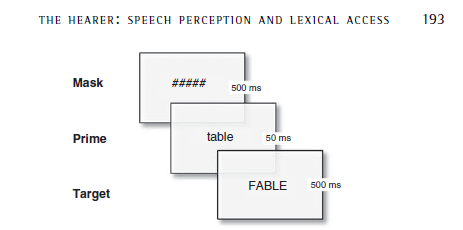 THE HEARER: SPEECH PERCEPTION AND LEXICAL ACCESS 193
Mask ##### 500 ms
Prime table 50 ms
Target FABLE 500 ms